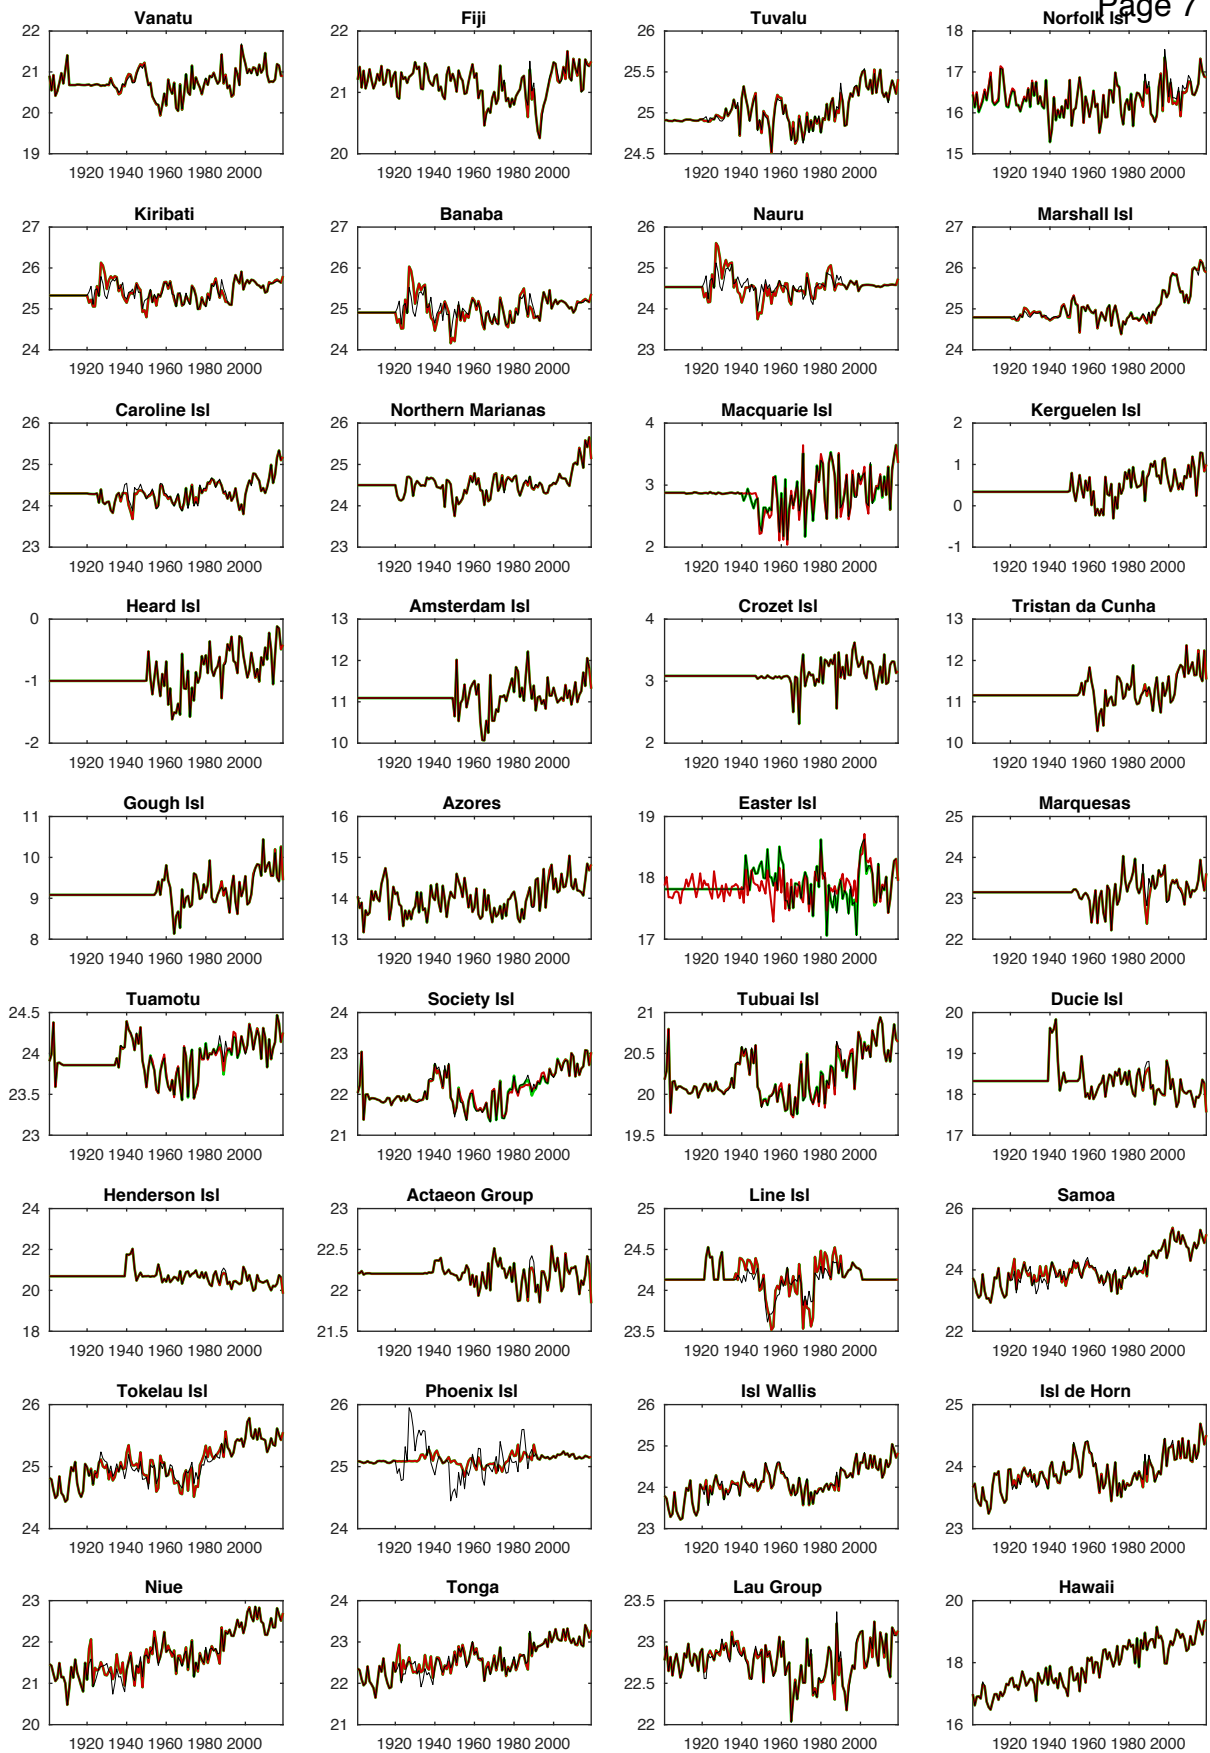 Page 7
Vanatu Fiji Tuvalu Norfolk Isl
22 22 26 18
21 25.5 17
20 21 25 16
19 20 24.5 15
1920 1940 1960 1980 2000 1920 1940 1960 1980 2000 1920 1940 1960 1980 2000 1920 1940 1960 1980 2000
Kiribati Banaba Nauru Marshall Isl
27 27 26 27
26 26 25 26
25 25 24 25
24 24 23 24
1920 1940 1960 1980 2000 1920 1940 1960 1980 2000 1920 1940 1960 1980 2000 1920 1940 1960 1980 2000
Caroline Isl Northern Marianas Macquarie Isl Kerguelen Isl
26 26 4 2
25 25 1
24 24 3 0
23 23 2 -1
1920 1940 1960 1980 2000 1920 1940 1960 1980 2000 1920 1940 1960 1980 2000 1920 1940 1960 1980 2000
Heard Isl Amsterdam Isl Crozet Isl Tristan da Cunha
0 13 4 13
12 12
-1 11 3 11
-2 10 2 10
1920 1940 1960 1980 2000 1920 1940 1960 1980 2000 1920 1940 1960 1980 2000 1920 1940 1960 1980 2000
Gough Isl Azores Easter Isl Marquesas
11 16 19 25
10 15 24
9 14 18 23
8 13 17 22
1920 1940 1960 1980 2000 1920 1940 1960 1980 2000 1920 1940 1960 1980 2000 1920 1940 1960 1980 2000
Tuamotu Society Isl Tubuai Isl Ducie Isl
24.5 24 21 20
24 23 20.5 19
23.5 22 20 18
23 21 19.5 17
1920 1940 1960 1980 2000 1920 1940 1960 1980 2000 1920 1940 1960 1980 2000 1920 1940 1960 1980 2000
Henderson Isl Actaeon Group Line Isl Samoa
24 23 25 26
22 22.5 24.5 24
20 22 24
18 21.5 23.5 22
1920 1940 1960 1980 2000 1920 1940 1960 1980 2000 1920 1940 1960 1980 2000 1920 1940 1960 1980 2000
Tokelau Isl Phoenix Isl Isl Wallis Isl de Horn
26 26 26 25
25 25 25 24
24
24 24 23 23
1920 1940 1960 1980 2000 1920 1940 1960 1980 2000 1920 1940 1960 1980 2000 1920 1940 1960 1980 2000
Niue Tonga Lau Group Hawaii
23 24 23.5 20
22 23 23 18
21 22 22.5
20 21 22 16
1920 1940 1960 1980 2000 1920 1940 1960 1980 2000 1920 1940 1960 1980 2000 1920 1940 1960 1980 2000